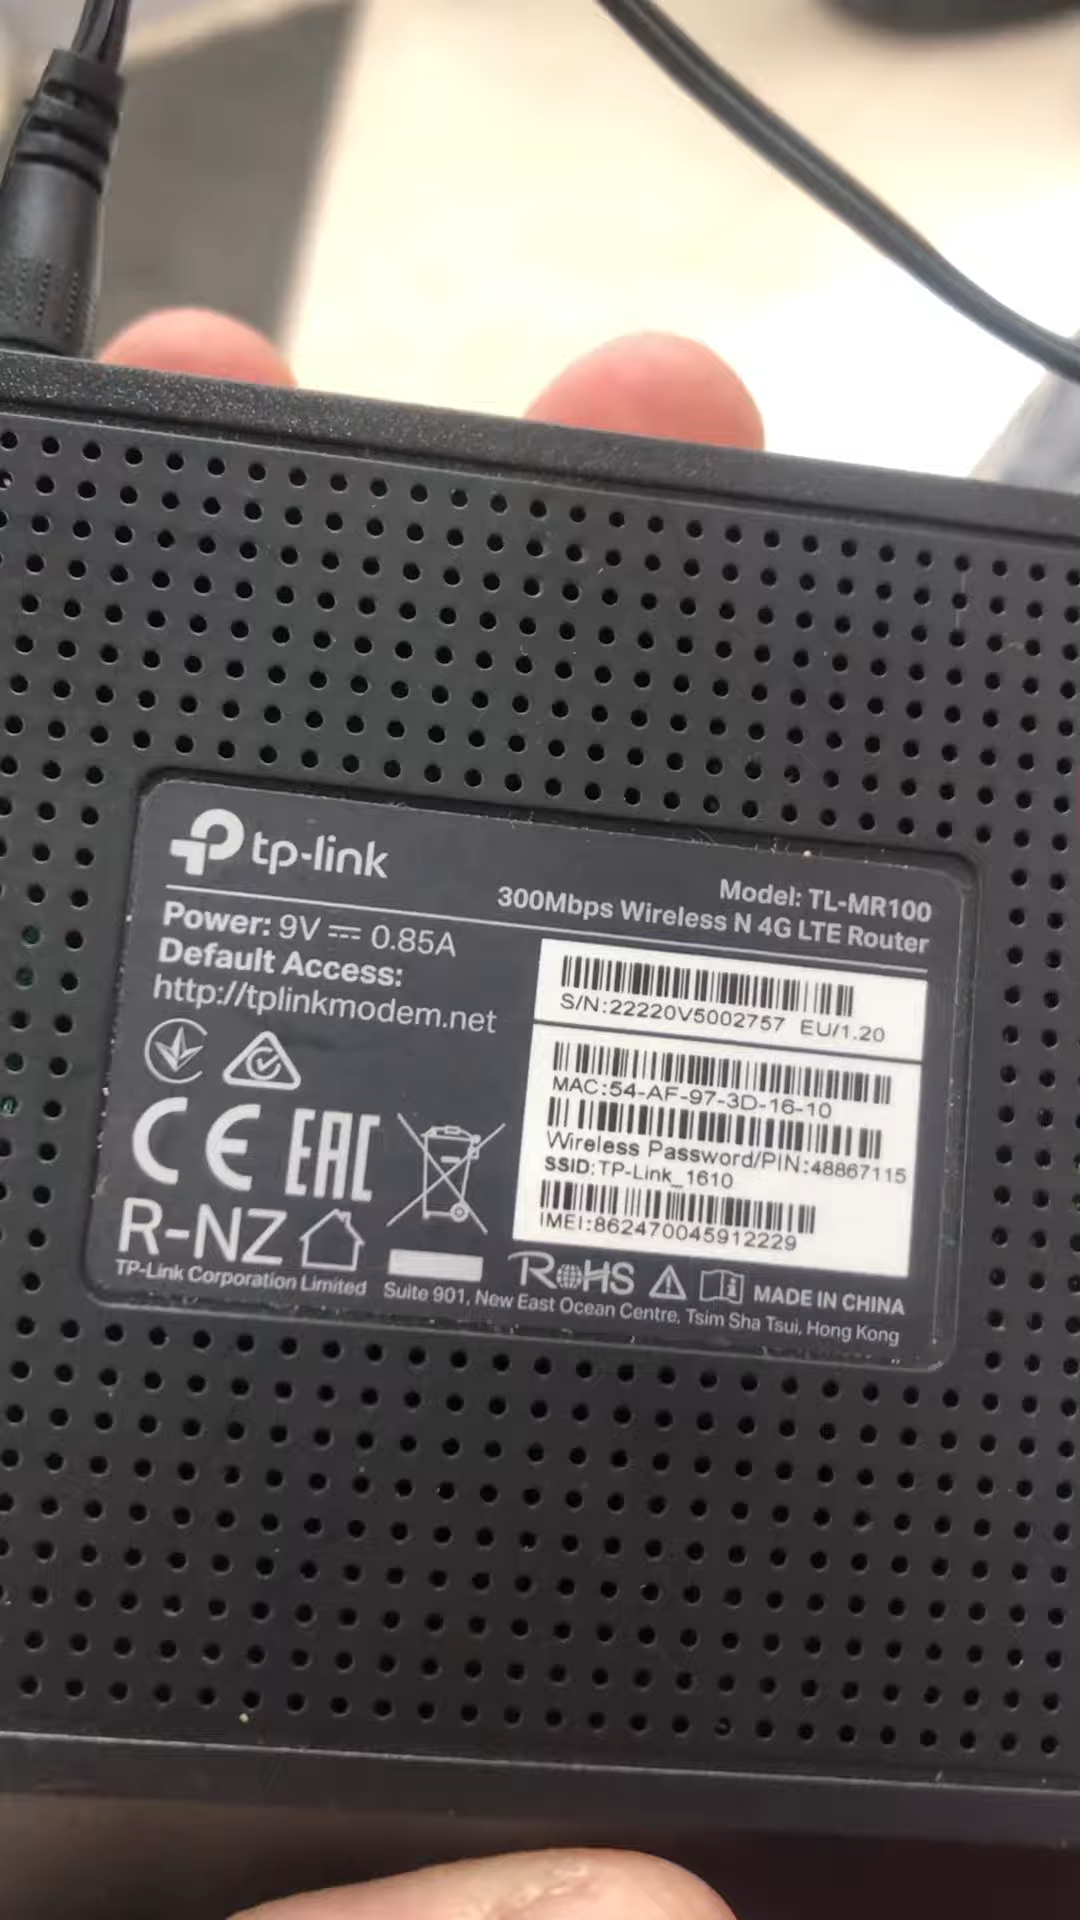 tp-link
Model: TL-MR100
300Mbps Wireless N 4G LTE Router
Power: 9V ⎓ 0.85A
Default Access:
http://tplinkmodem.net
S/N:22220V5002757 EU/1.20
MAC:54-AF-97-3D-16-10
Wireless Password/PIN:48867115
SSID:TP-Link_1610
IMEI:862470045912229
CE EAC
R-NZ
RoHS
MADE IN CHINA
TP-Link Corporation Limited
Suite 901, New East Ocean Centre, Tsim Sha Tsui, Hong Kong